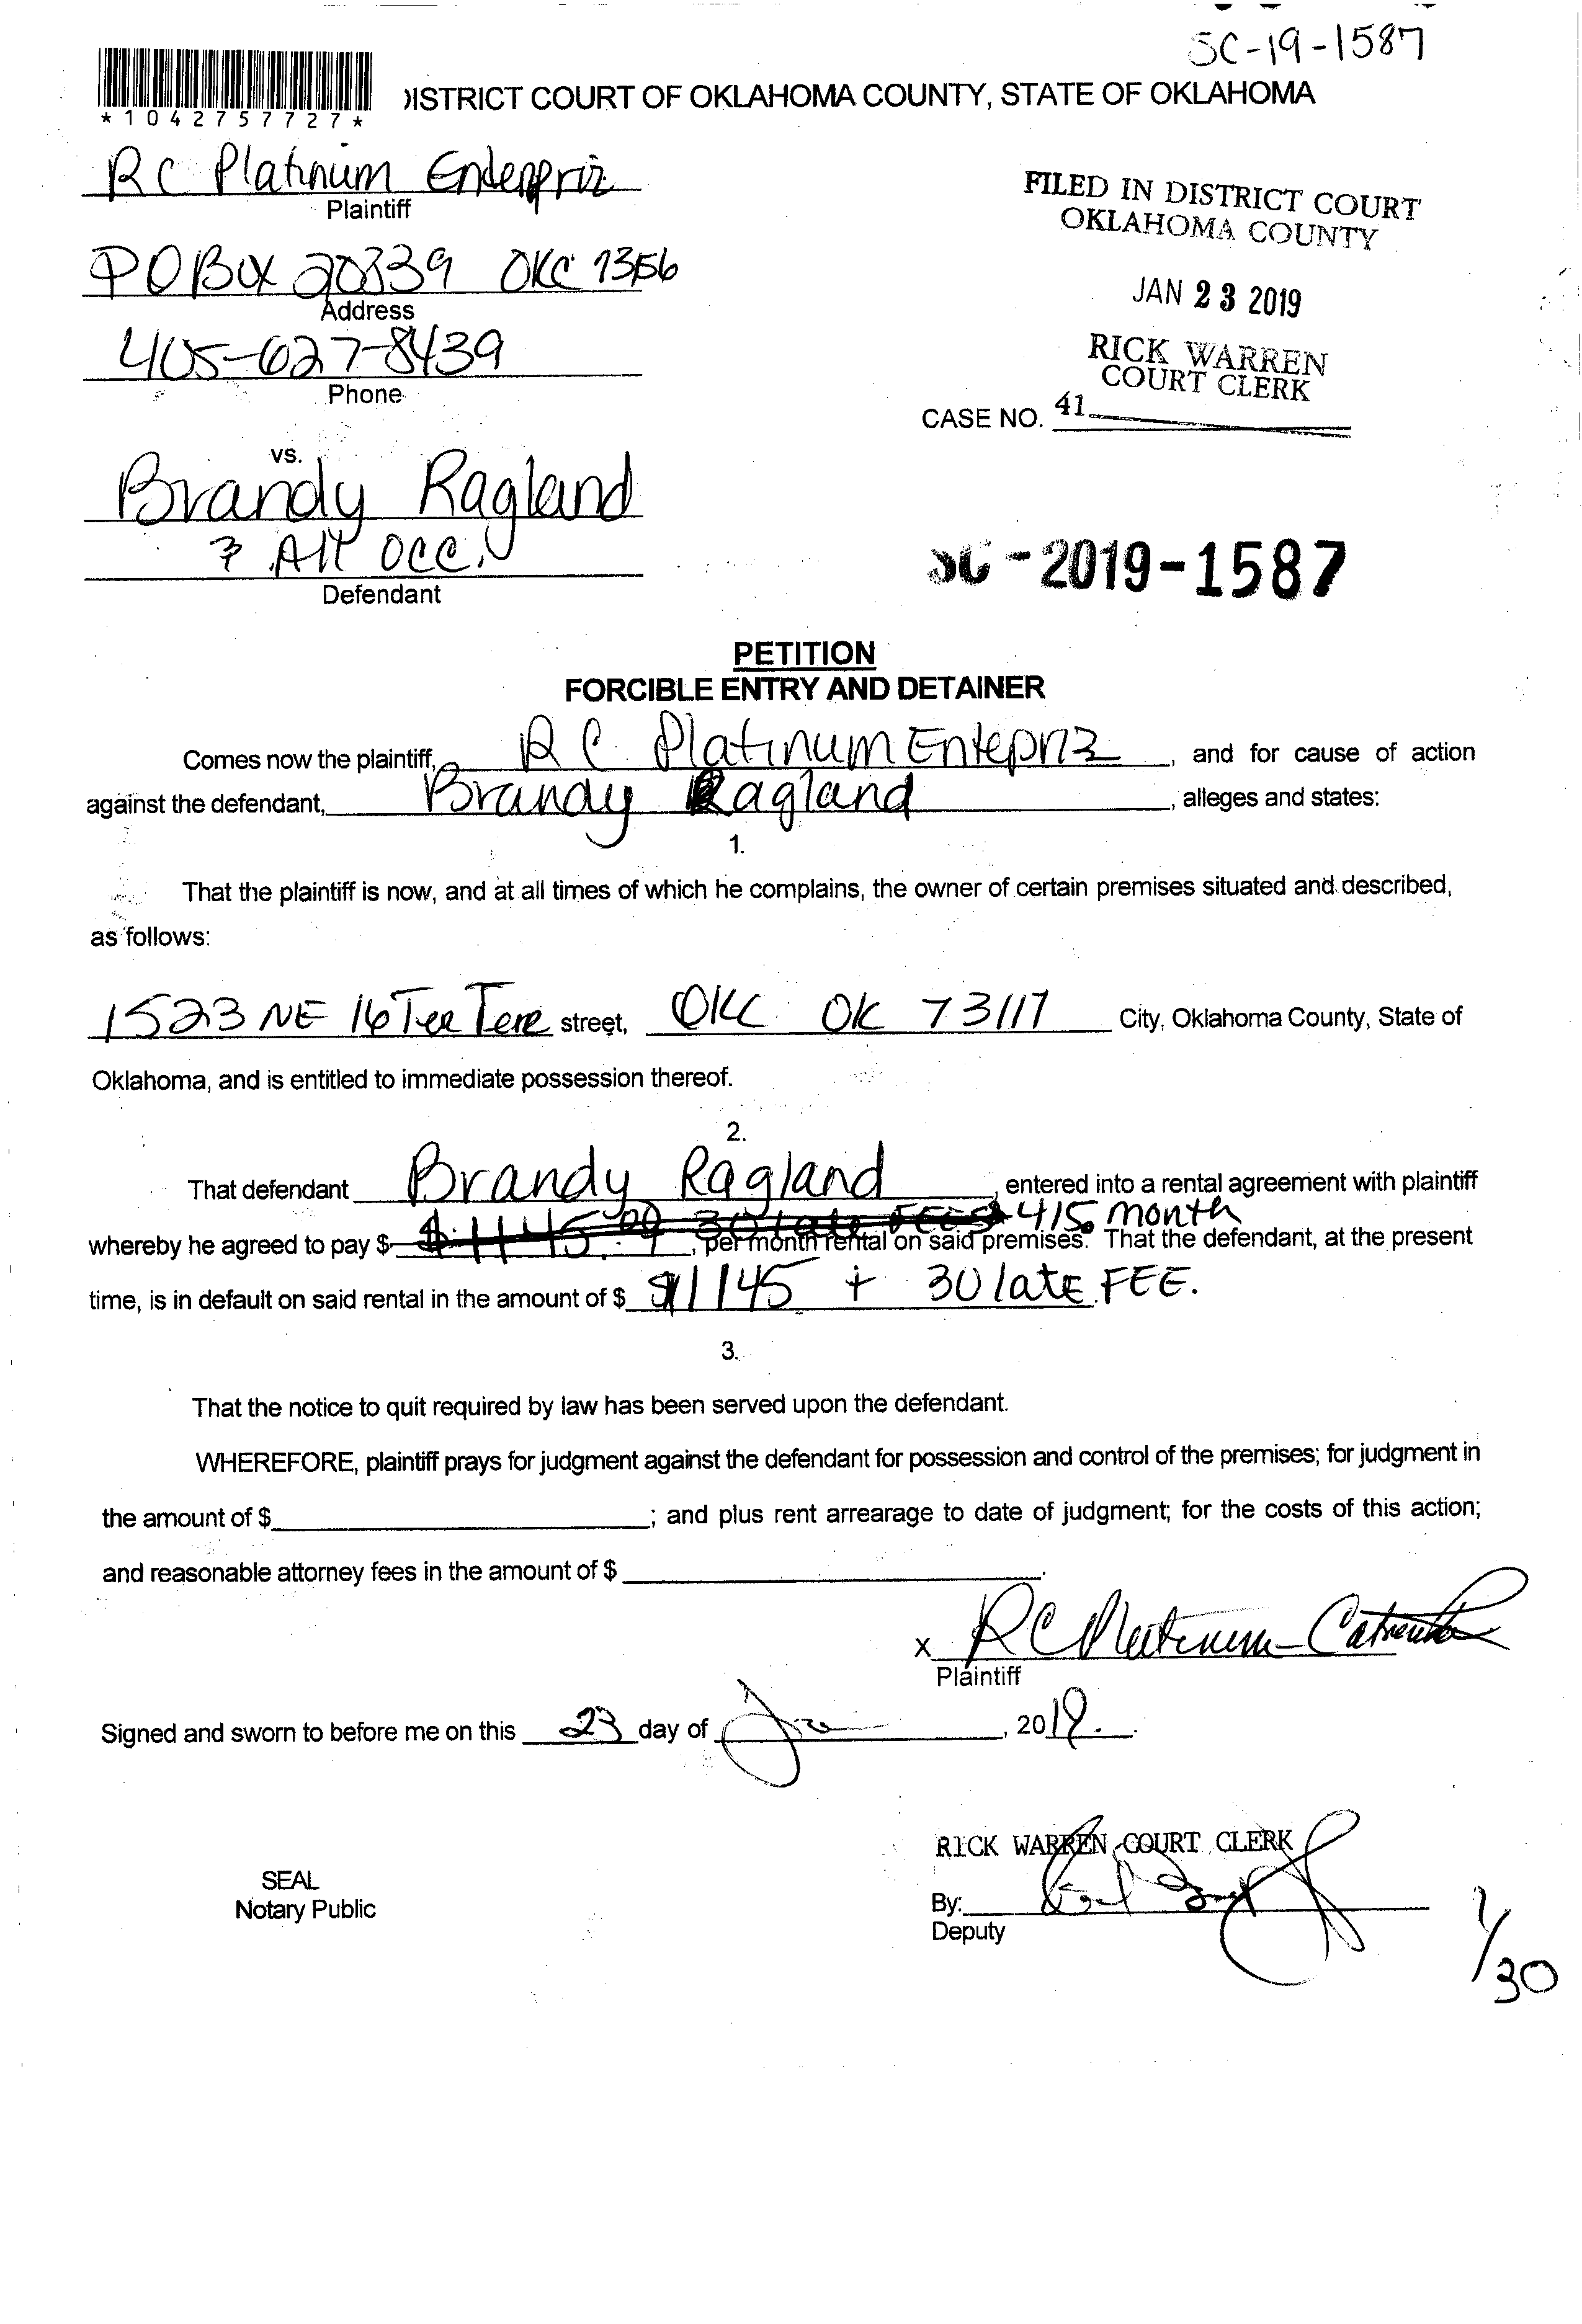 SC-19-1587
*1042757727*
)ISTRICT COURT OF OKLAHOMA COUNTY, STATE OF OKLAHOMA
RC Platinum
Plaintiff
FILED IN DISTRICT COURT
OKLAHOMA COUNTY
PO Box 20339 OKC
Address
JAN 23 2019
405-627-8439
Phone
RICK WARREN
COURT CLERK
CASE NO. 41
vs.
Brandy Ragland
& All OCC.
Defendant
SC-2019-1587
PETITION
FORCIBLE ENTRY AND DETAINER
Comes now the plaintiff, R C Platinum Entepriz, and for cause of action
against the defendant, Brandy Ragland, alleges and states:
1.
That the plaintiff is now, and at all times of which he complains, the owner of certain premises situated and described,
as follows:
1523 NE 16 street, OKC OK 73117 City, Oklahoma County, State of
Oklahoma, and is entitled to immediate possession thereof.
2.
That defendant Brandy Ragland, entered into a rental agreement with plaintiff
$1145.00 30 late FEES $415. month
whereby he agreed to pay $, per month rental on said premises. That the defendant, at the present
time, is in default on said rental in the amount of $ $1145 + 30 late FEE.
3.
That the notice to quit required by law has been served upon the defendant.
WHEREFORE, plaintiff prays for judgment against the defendant for possession and control of the premises; for judgment in
the amount of $ ; and plus rent arrearage to date of judgment; for the costs of this action;
and reasonable attorney fees in the amount of $ .
X RC Platinum
Plaintiff
Signed and sworn to before me on this 23 day of Jan, 2019.
RICK WARREN COURT CLERK
SEAL
Notary Public
By:
Deputy
1/30